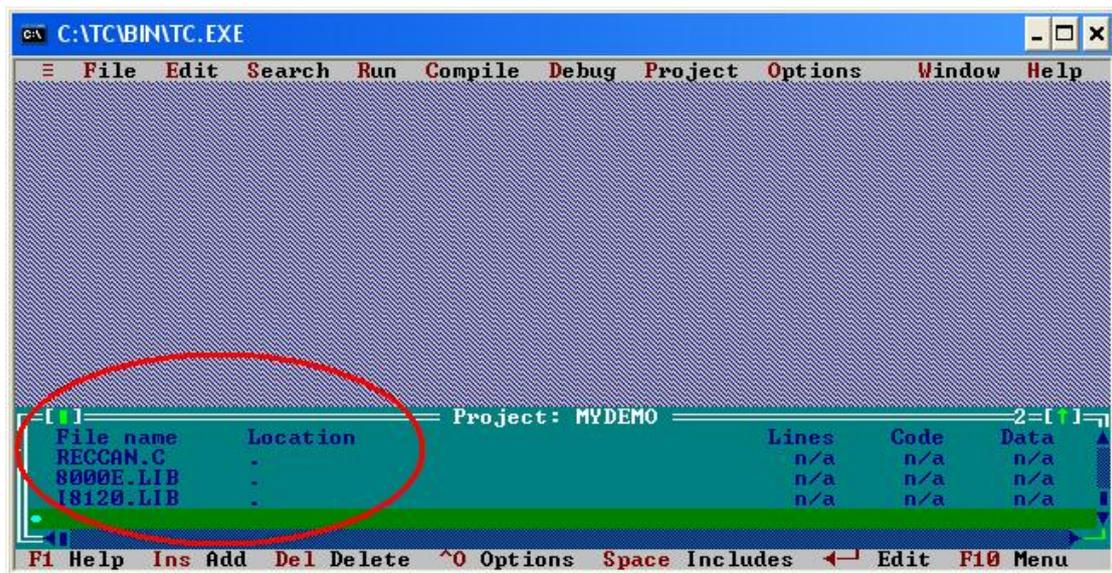 C:\TC\BIN\TC.EXE
≡ File Edit Search Run Compile Debug Project Options Window Help
Project: MYDEMO 2=[↑]
File name Location Lines Code Data
RECCAN.C . n/a n/a n/a
8000E.LIB . n/a n/a n/a
I8120.LIB . n/a n/a n/a
F1 Help Ins Add Del Delete ^O Options Space Includes ←┘ Edit F10 Menu